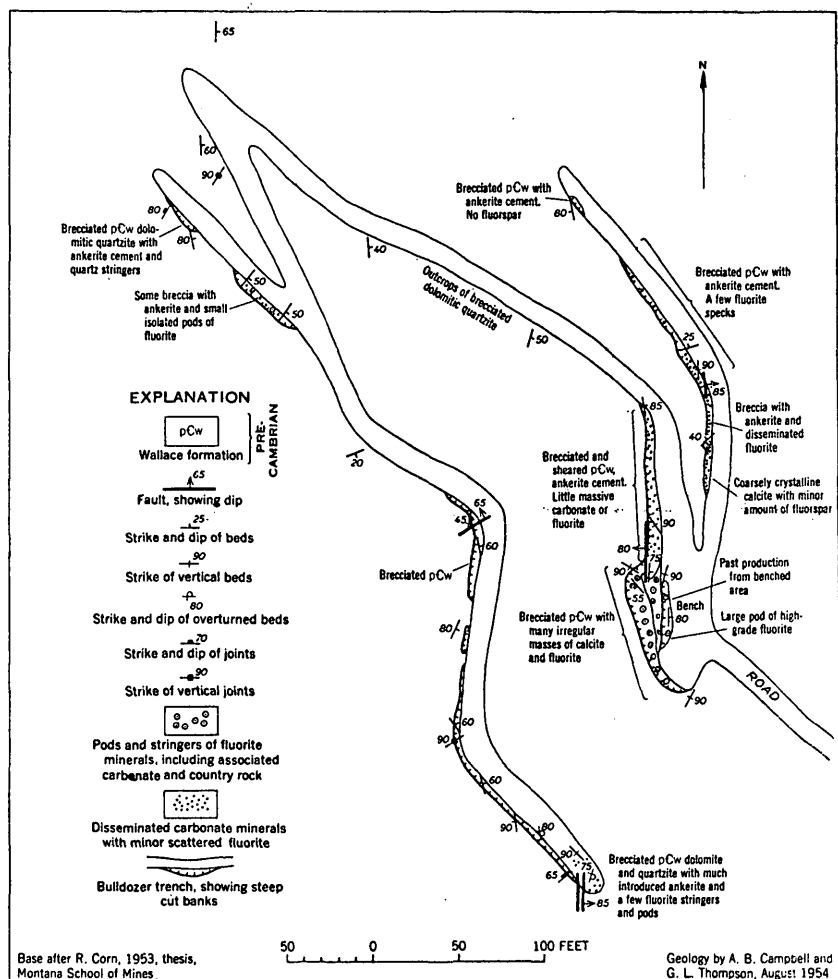 65
N
60
90
80
80
Brecciated pCw dolo-
mitic quartzite with
ankerite cement and
quartz stringers
Some breccia with
ankerite and small
isolated pods of
fluorite
50
50
40
Outcrops of brecciated
dolomitic quartzite
50
Brecciated pCw with
ankerite cement.
No fluorspar
80
Brecciated pCw with
ankerite cement.
A few fluorite
specks
25
90
85
40
Breccia with
ankerite and
disseminated
fluorite
Coarsely crystalline
calcite with minor
amount of fluorspar
85
Brecciated and
sheared pCw,
ankerite cement.
Little massive
carbonate or
fluorite
90
80
75
90
90
55
80
Past production
from benched
area
Bench
Large pod of high-
grade fluorite
Brecciated pCw with
many irregular
masses of calcite
and fluorite
90
ROAD
20
65
45
60
Brecciated pCw
80
60
90
60
90
80
90
75
65
85
Brecciated pCw dolomite
and quartzite with much
introduced ankerite and
a few fluorite stringers
and pods
EXPLANATION
pCw
Wallace formation
PRE-
CAMBRIAN
65
Fault, showing dip
25
Strike and dip of beds
90
Strike of vertical beds
80
Strike and dip of overturned beds
70
Strike and dip of joints
90
Strike of vertical joints
Pods and stringers of fluorite
minerals, including associated
carbonate and country rock
Disseminated carbonate minerals
with minor scattered fluorite
Bulldozer trench, showing steep
cut banks
Base after R. Corn, 1953, thesis,
Montana School of Mines
50 0 50 100 FEET
Geology by A. B. Campbell and
G. L. Thompson, August 1954